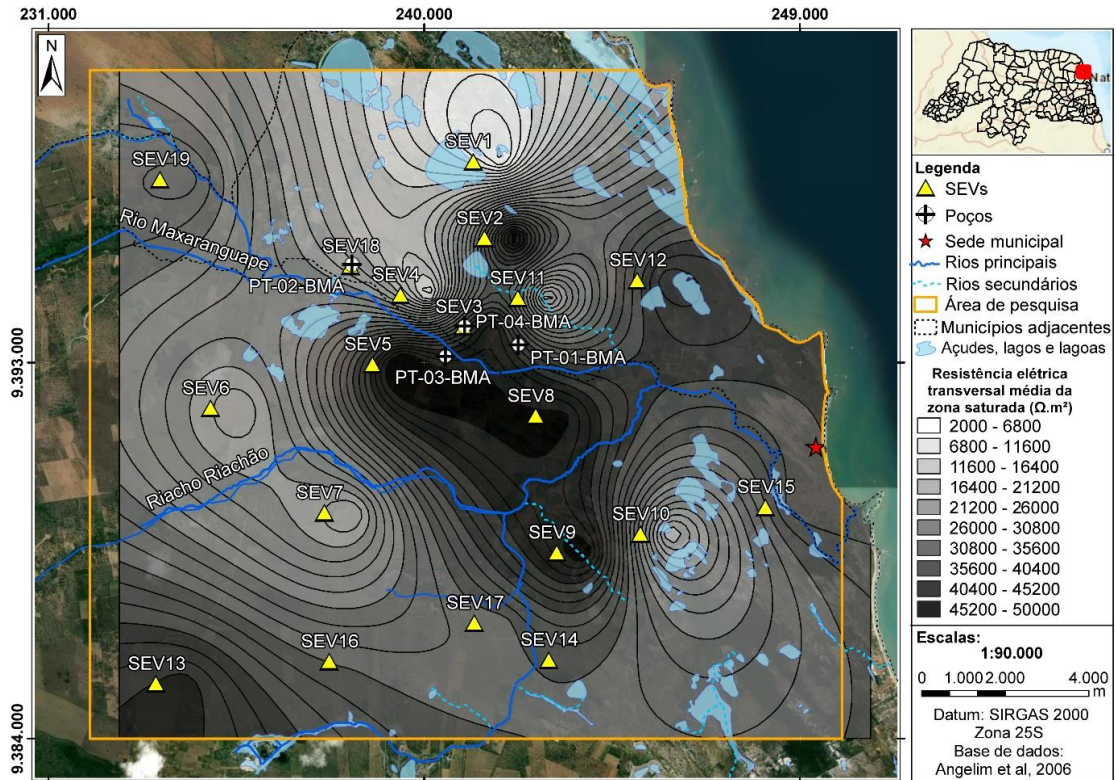 231.000
240.000
249.000
N
SEV1
SEV19
SEV2
Rio Maxaranguape
SEV18
SEV12
SEV4
SEV11
PT-02-BMA
SEV3
PT-04-BMA
SEV5
PT-01-BMA
PT-03-BMA
9.393.000
SEV6
SEV8
Riacho Riachão
SEV7
SEV15
SEV10
SEV9
SEV17
SEV16
SEV14
SEV13
9.384.000
Nat
Legenda
SEVs
Poços
Sede municipal
Rios principais
Rios secundários
Área de pesquisa
Municípios adjacentes
Açudes, lagos e lagoas
Resistência elétrica
transversal média da
zona saturada (Ω.m²)
2000 - 6800
6800 - 11600
11600 - 16400
16400 - 21200
21200 - 26000
26000 - 30800
30800 - 35600
35600 - 40400
40400 - 45200
45200 - 50000
Escalas:
1:90.000
0 1.000 2.000 4.000
m
Datum: SIRGAS 2000
Zona 25S
Base de dados:
Angelim et al, 2006